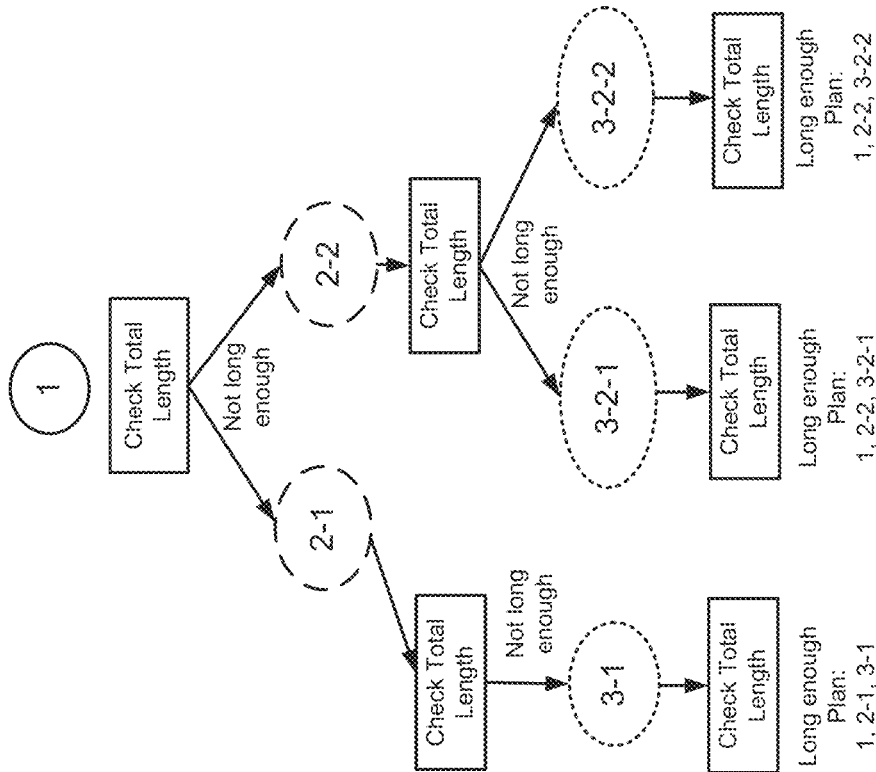 1
Check Total
Length
Not long
enough
2-1
2-2
Check Total
Length
Check Total
Length
Not long
enough
Not long
enough
3-1
3-2-1
3-2-2
Check Total
Length
Check Total
Length
Check Total
Length
Long enough
Plan:
1, 2-1, 3-1
Long enough
Plan:
1, 2-2, 3-2-1
Long enough
Plan:
1, 2-2, 3-2-2